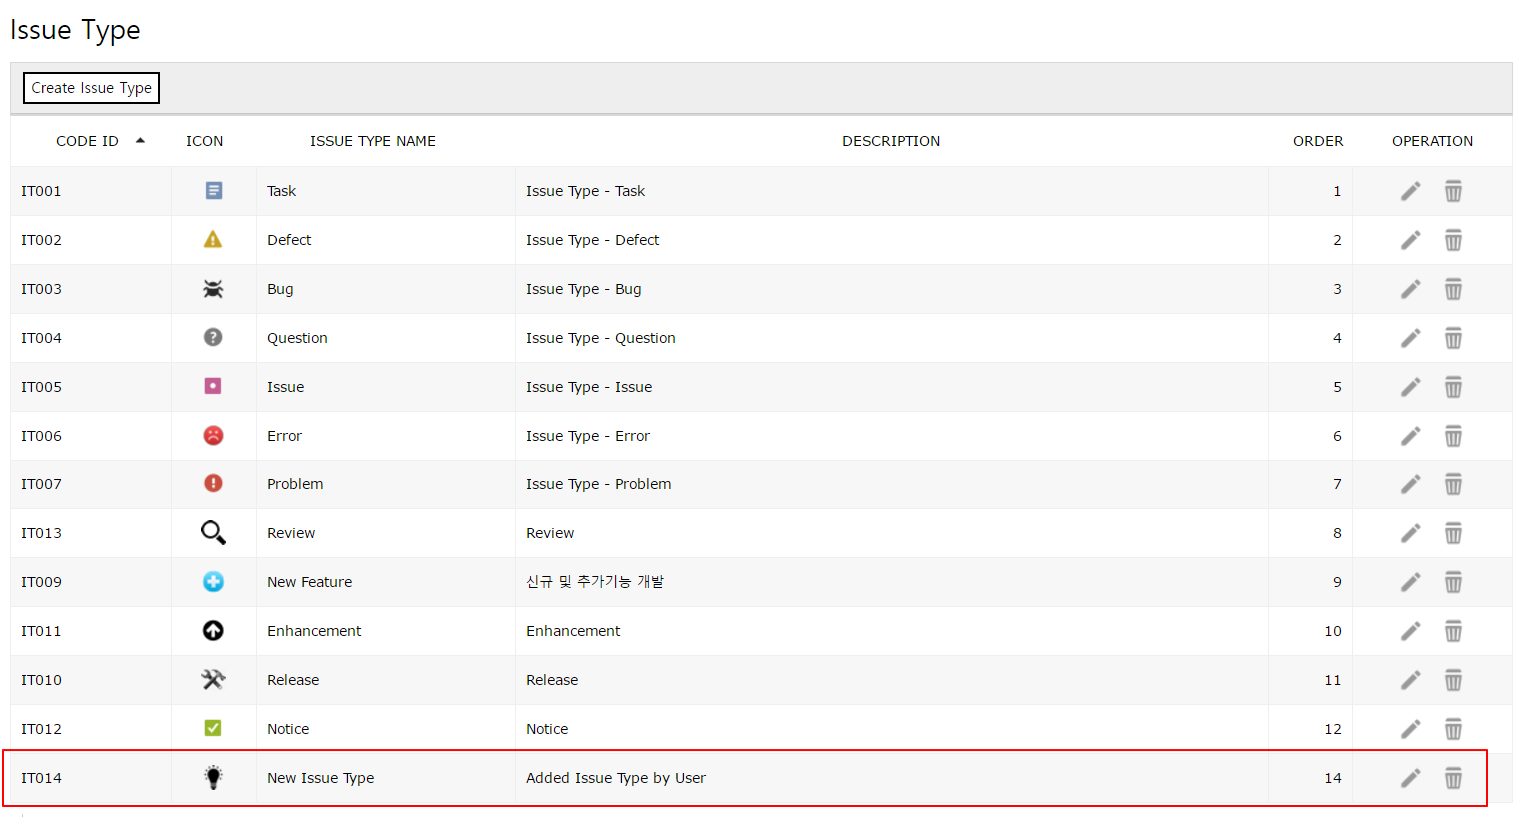 Issue Type
Create Issue Type
CODE ID ICON ISSUE TYPE NAME DESCRIPTION ORDER OPERATION
IT001 Task Issue Type - Task 1
IT002 Defect Issue Type - Defect 2
IT003 Bug Issue Type - Bug 3
IT004 Question Issue Type - Question 4
IT005 Issue Issue Type - Issue 5
IT006 Error Issue Type - Error 6
IT007 Problem Issue Type - Problem 7
IT013 Review Review 8
IT009 New Feature 신규 및 추가기능 개발 9
IT011 Enhancement Enhancement 10
IT010 Release Release 11
IT012 Notice Notice 12
IT014 New Issue Type Added Issue Type by User 14